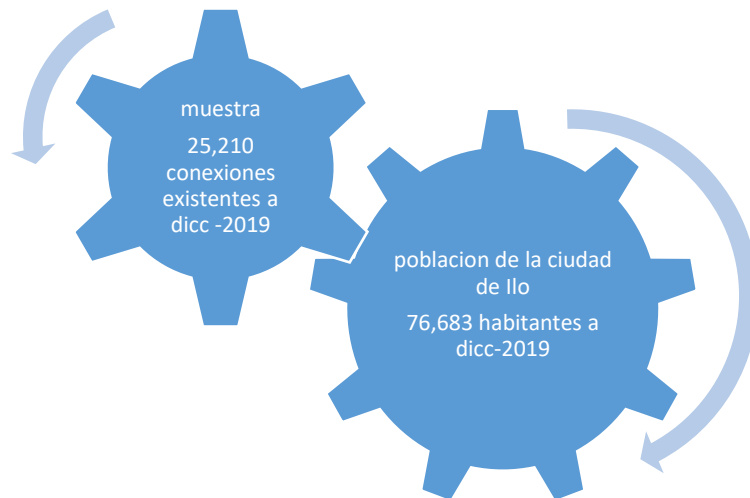 muestra
25,210
conexiones
existentes a
dicc -2019
poblacion de la ciudad
de Ilo
76,683 habitantes a
dicc-2019